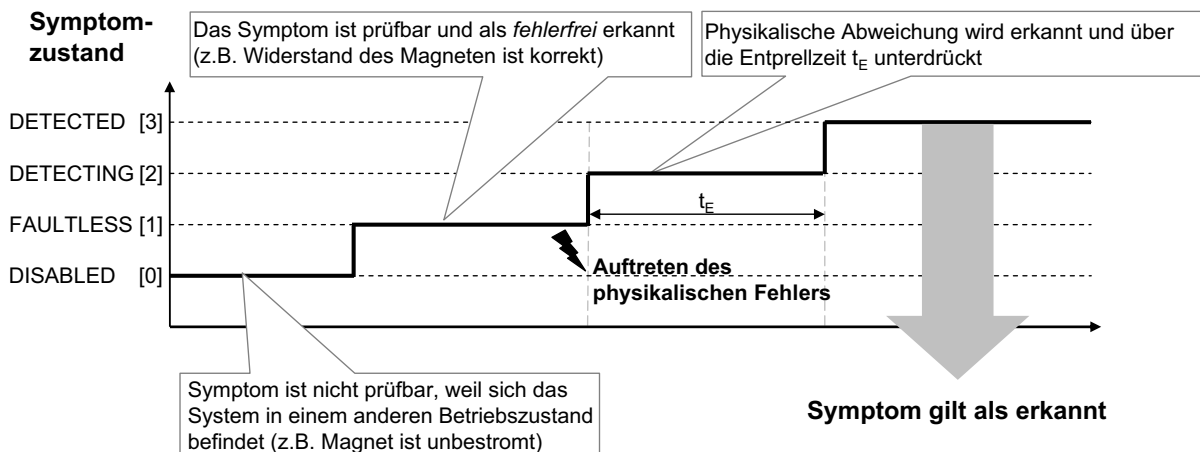 Symptom-
zustand
Das Symptom ist prüfbar und als fehlerfrei erkannt
(z.B. Widerstand des Magneten ist korrekt)
Physikalische Abweichung wird erkannt und über
die Entprellzeit tE unterdrückt
DETECTED [3]
DETECTING [2]
FAULTLESS [1]
DISABLED [0]
tE
Auftreten des
physikalischen Fehlers
Symptom ist nicht prüfbar, weil sich das
System in einem anderen Betriebszustand
befindet (z.B. Magnet ist unbestromt)
Symptom gilt als erkannt